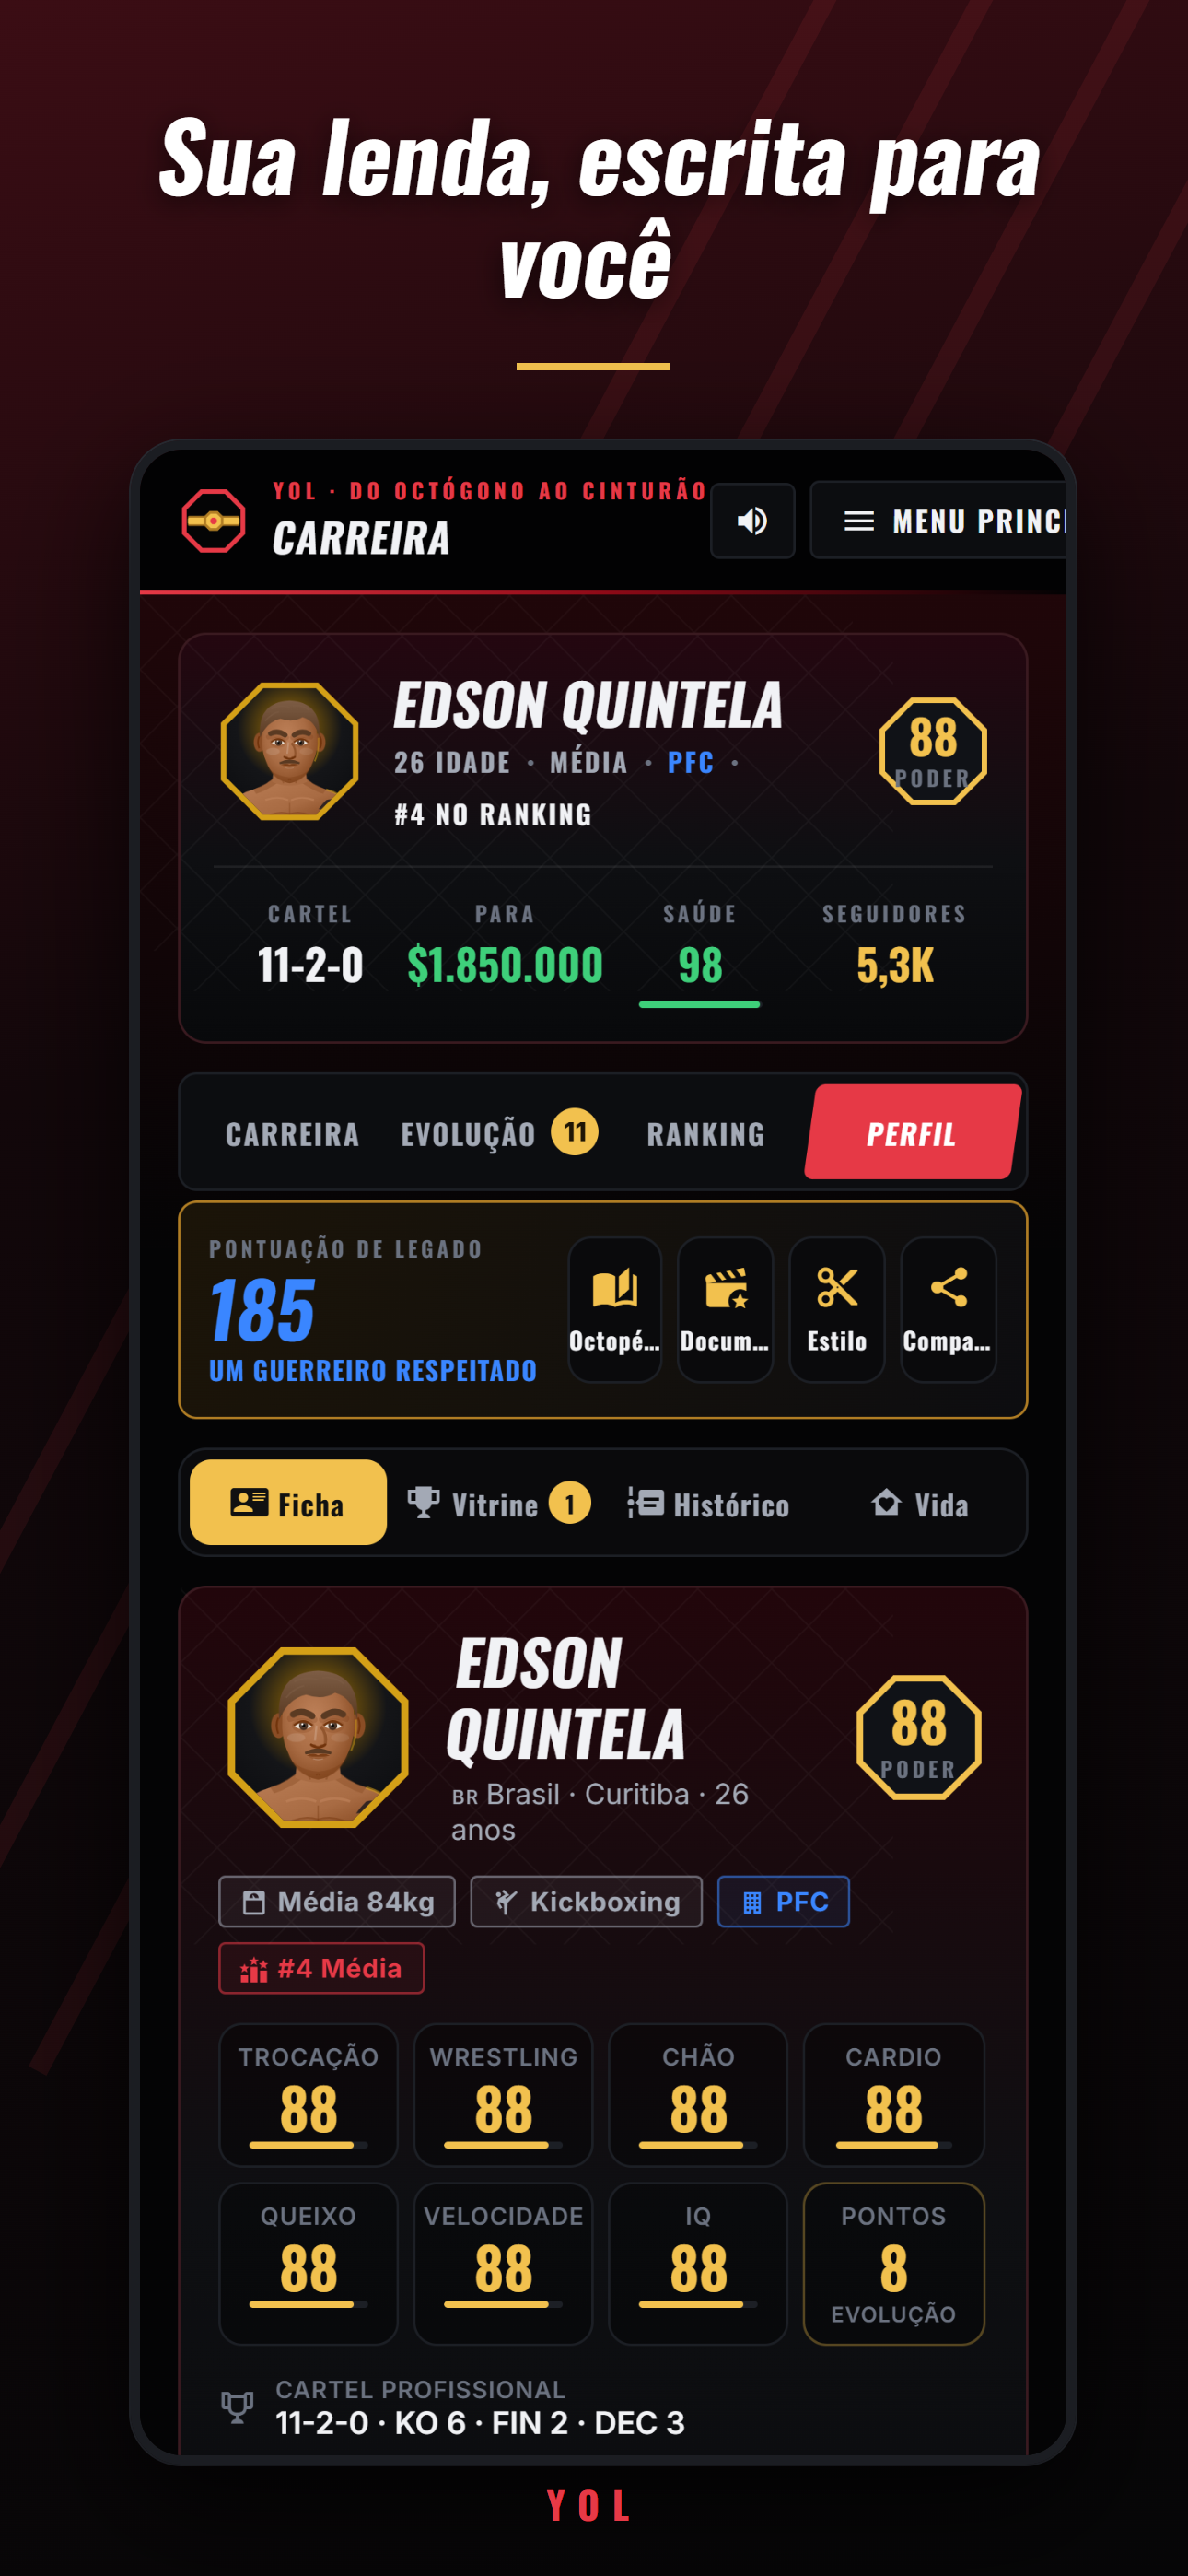 Sua lenda, escrita para
você
YOL · DO OCTÓGONO AO CINTURÃO
CARREIRA
MENU PRINCI
EDSON QUINTELA
26 IDADE · MÉDIA · PFC ·
#4 NO RANKING
88
PODER
CARTEL
11-2-0
PARA
$1.850.000
SAÚDE
98
SEGUIDORES
5,3K
CARREIRA
EVOLUÇÃO 11
RANKING
PERFIL
PONTUAÇÃO DE LEGADO
185
UM GUERREIRO RESPEITADO
Octopé...
Docum...
Estilo
Compa...
Ficha
Vitrine 1
Histórico
Vida
EDSON
QUINTELA
BR Brasil · Curitiba · 26
anos
88
PODER
Média 84kg
Kickboxing
PFC
#4 Média
TROCAÇÃO
88
WRESTLING
88
CHÃO
88
CARDIO
88
QUEIXO
88
VELOCIDADE
88
IQ
88
PONTOS
8
EVOLUÇÃO
CARTEL PROFISSIONAL
11-2-0 · KO 6 · FIN 2 · DEC 3
YOL